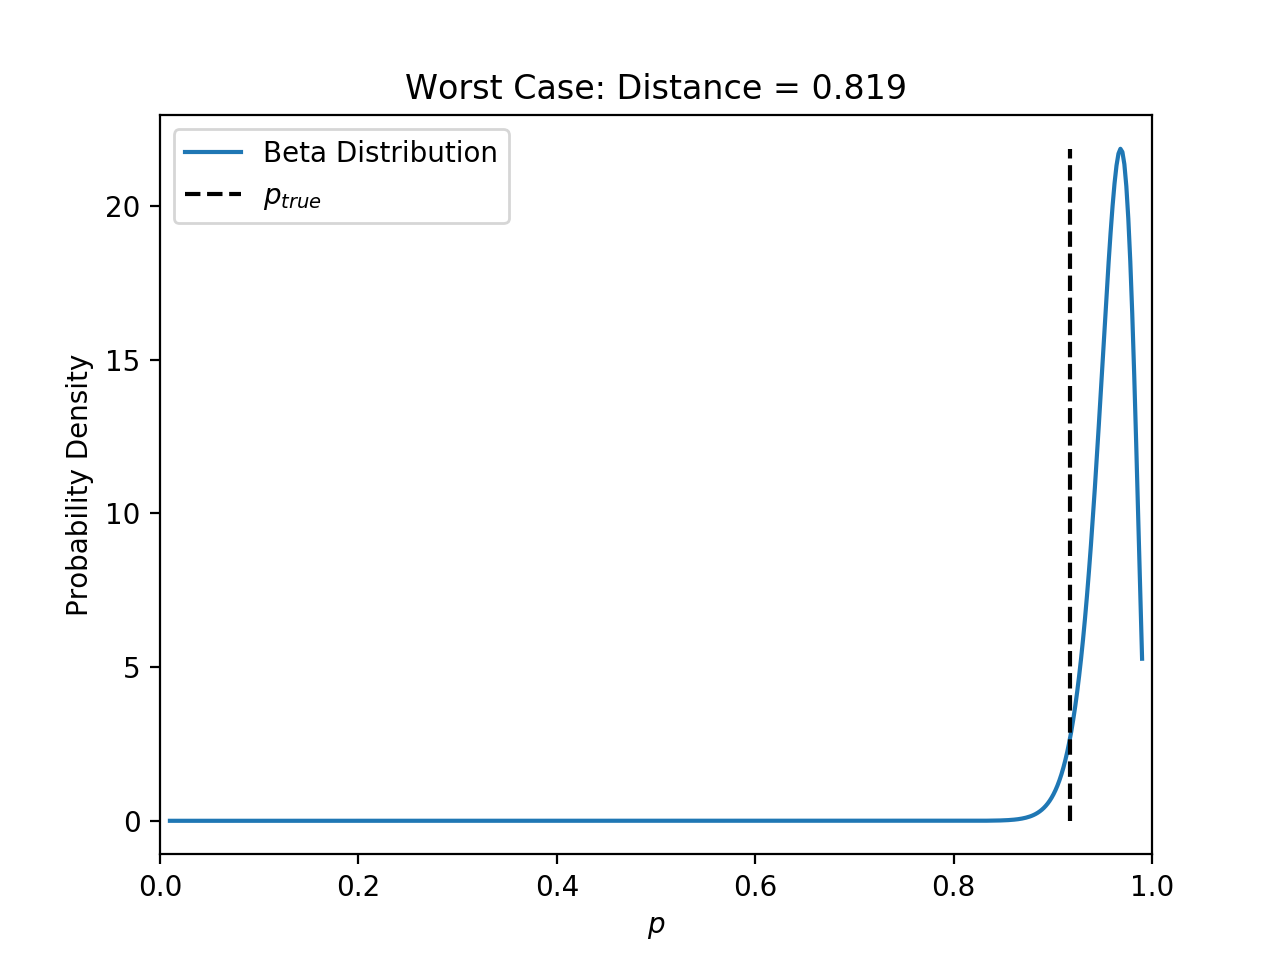 Worst Case: Distance = 0.819
Beta Distribution
p_true
20
15
10
5
0
Probability Density
0.0 0.2 0.4 0.6 0.8 1.0
p